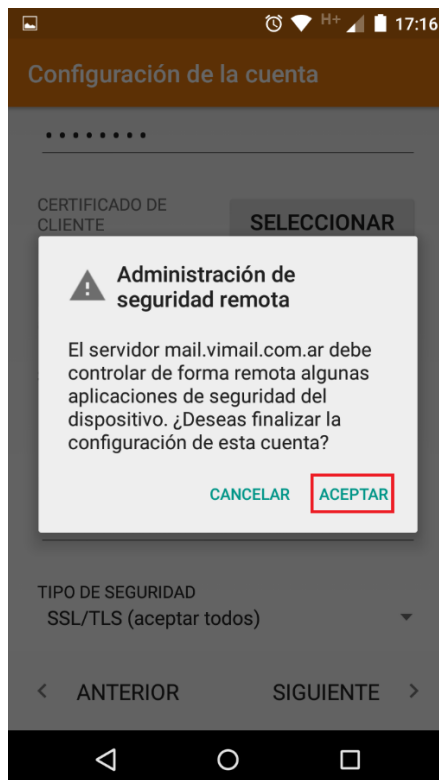 H+ 17:16
Configuración de la cuenta
CERTIFICADO DE
CLIENTE
SELECCIONAR
Administración de
seguridad remota
El servidor mail.vimail.com.ar debe
controlar de forma remota algunas
aplicaciones de seguridad del
dispositivo. ¿Deseas finalizar la
configuración de esta cuenta?
CANCELAR ACEPTAR
TIPO DE SEGURIDAD
SSL/TLS (aceptar todos)
ANTERIOR SIGUIENTE